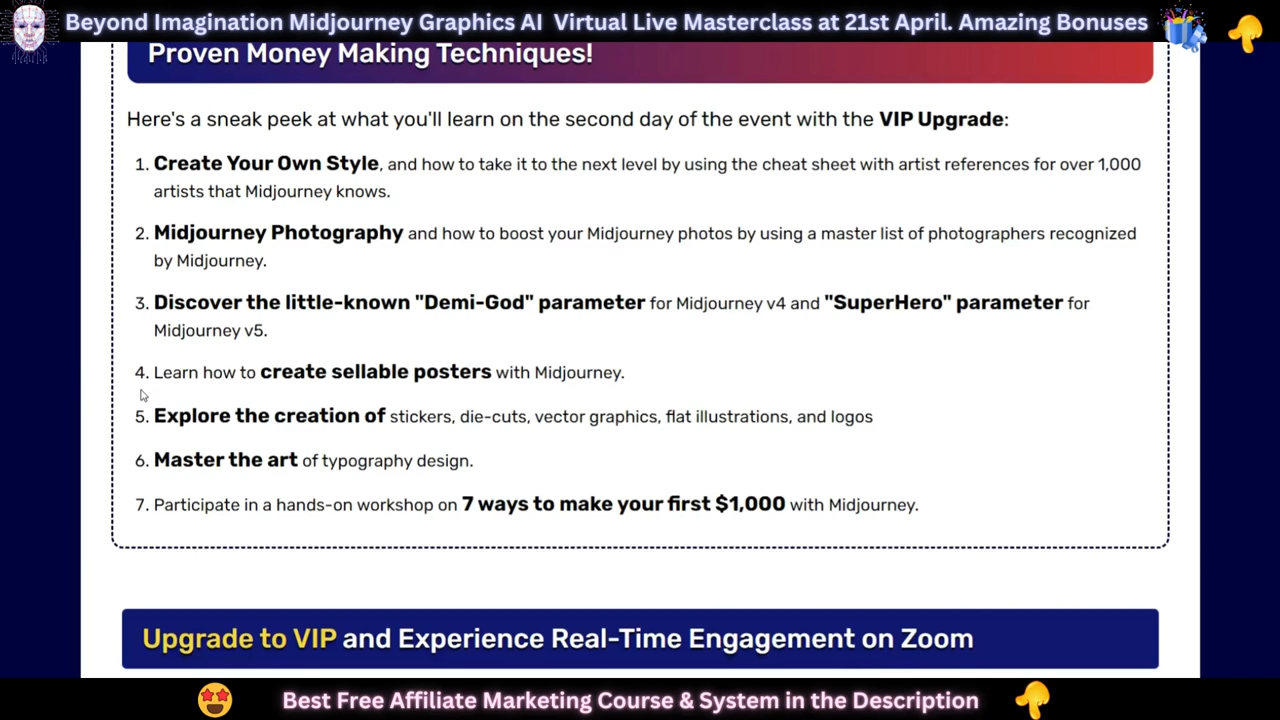 Beyond Imagination Midjourney Graphics AI Virtual Live Masterclass at 21st April. Amazing Bonuses
Proven Money Making Techniques!
Here's a sneak peek at what you'll learn on the second day of the event with the VIP Upgrade:
1. Create Your Own Style, and how to take it to the next level by using the cheat sheet with artist references for over 1,000
artists that Midjourney knows.
2. Midjourney Photography and how to boost your Midjourney photos by using a master list of photographers recognized
by Midjourney.
3. Discover the little-known "Demi-God" parameter for Midjourney v4 and "SuperHero" parameter for
Midjourney v5.
4. Learn how to create sellable posters with Midjourney.
5. Explore the creation of stickers, die-cuts, vector graphics, flat illustrations, and logos
6. Master the art of typography design.
7. Participate in a hands-on workshop on 7 ways to make your first $1,000 with Midjourney.
Upgrade to VIP and Experience Real-Time Engagement on Zoom
Best Free Affiliate Marketing Course & System in the Description